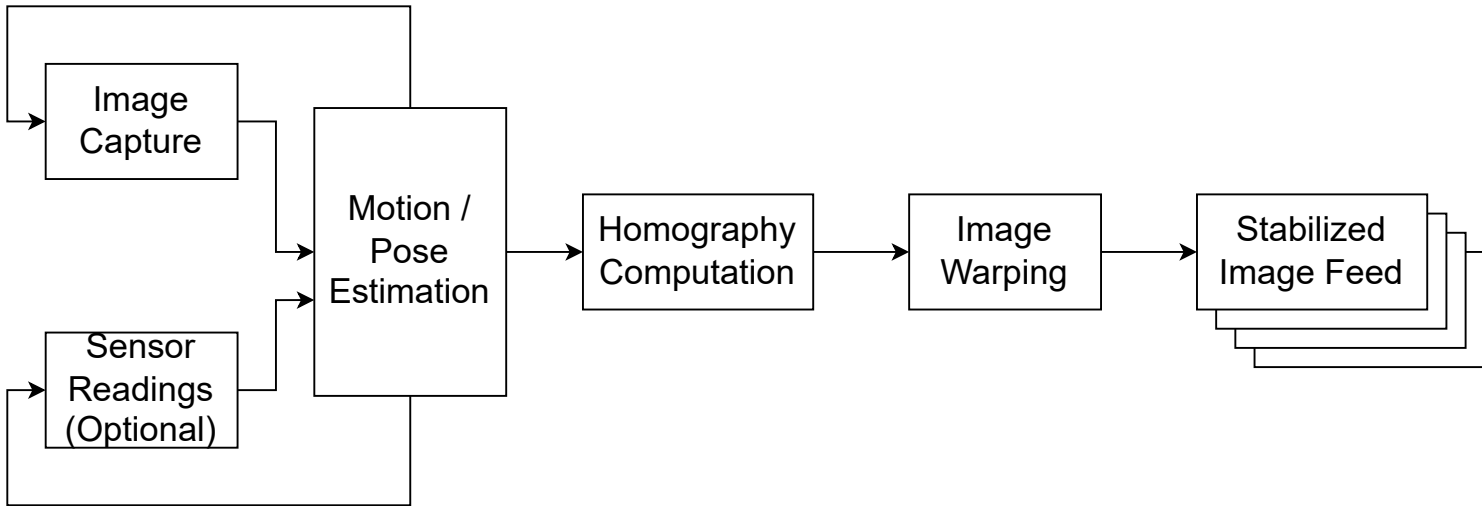 Image
Capture
Sensor
Readings
(Optional)
Motion /
Pose
Estimation
Homography
Computation
Image
Warping
Stabilized
Image Feed